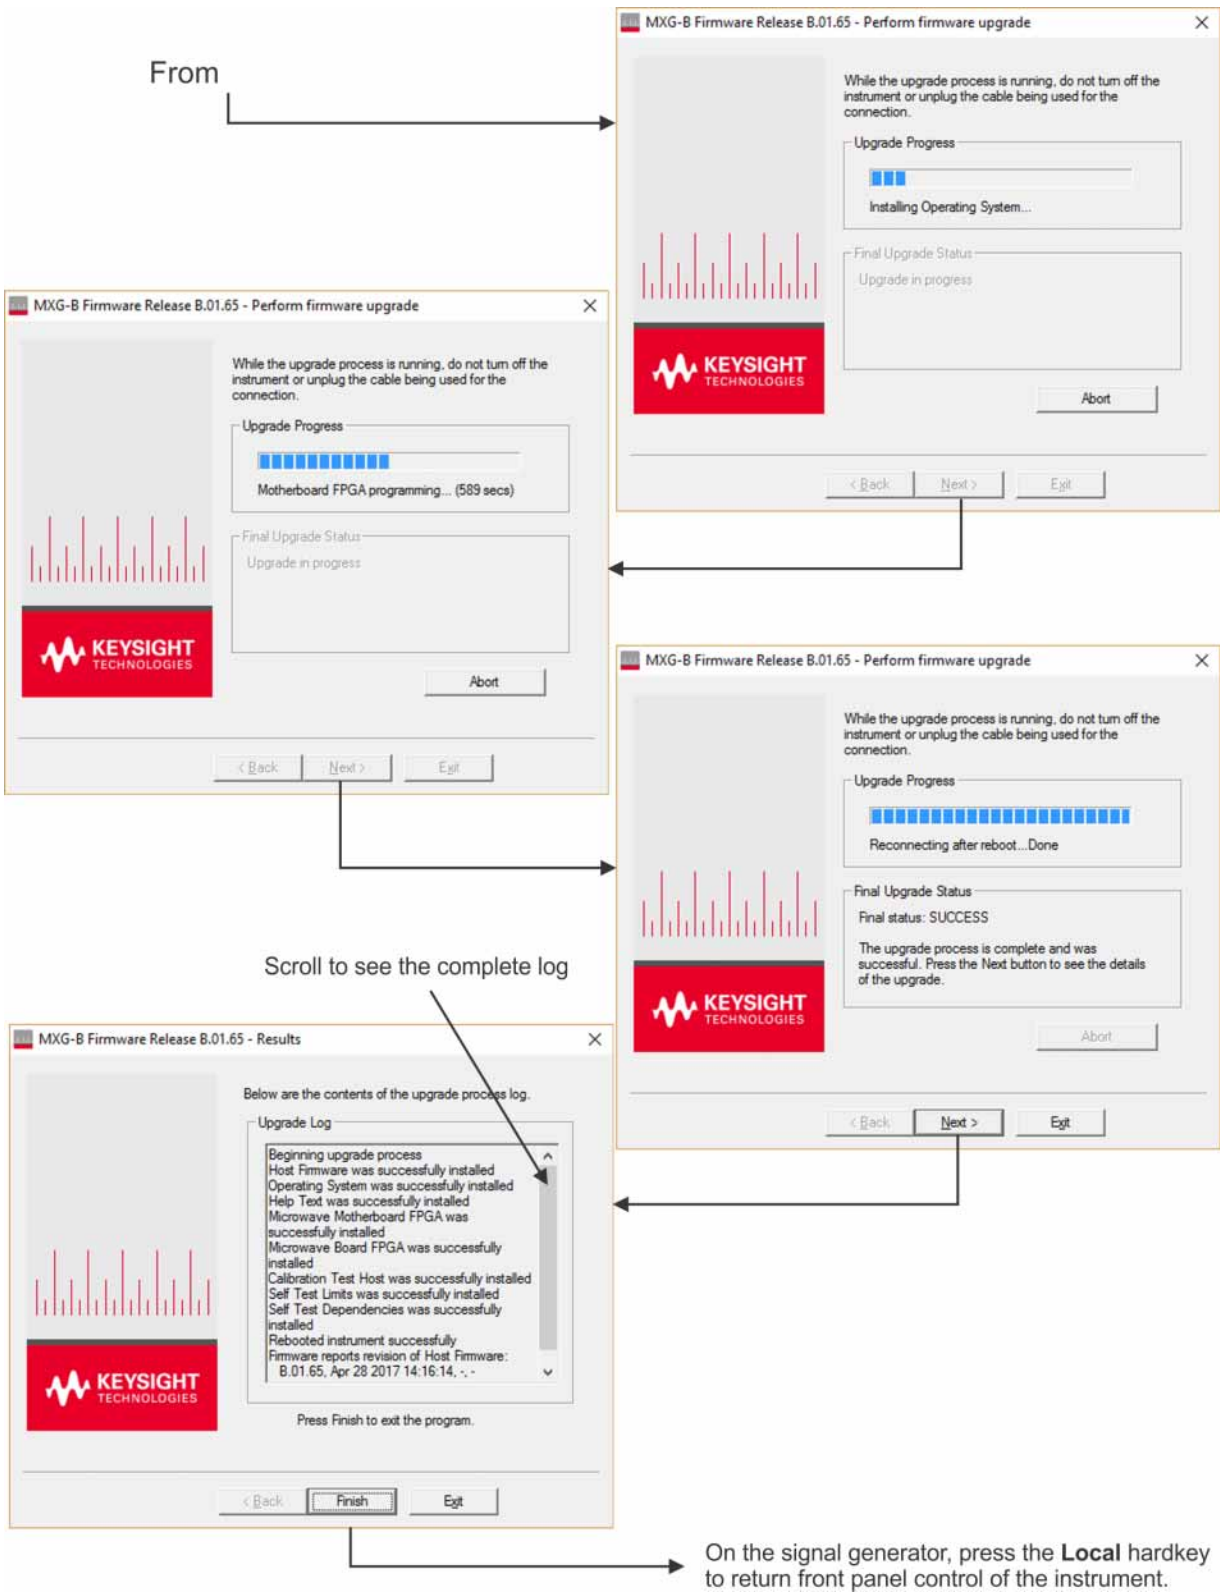 From
MXG-B Firmware Release B.01.65 - Perform firmware upgrade
While the upgrade process is running, do not turn off the
instrument or unplug the cable being used for the
connection.
Upgrade Progress
Installing Operating System...
Final Upgrade Status
Upgrade in progress
KEYSIGHT
TECHNOLOGIES
Abort
< Back
Next >
Exit
MXG-B Firmware Release B.01.65 - Perform firmware upgrade
While the upgrade process is running, do not turn off the
instrument or unplug the cable being used for the
connection.
Upgrade Progress
Motherboard FPGA programming... (589 secs)
Final Upgrade Status
Upgrade in progress
KEYSIGHT
TECHNOLOGIES
Abort
< Back
Next >
Exit
MXG-B Firmware Release B.01.65 - Perform firmware upgrade
While the upgrade process is running, do not turn off the
instrument or unplug the cable being used for the
connection.
Upgrade Progress
Reconnecting after reboot...Done
Final Upgrade Status
Final status: SUCCESS
The upgrade process is complete and was
successful. Press the Next button to see the details
of the upgrade.
KEYSIGHT
TECHNOLOGIES
Abort
< Back
Next >
Exit
Scroll to see the complete log
MXG-B Firmware Release B.01.65 - Results
Below are the contents of the upgrade process log.
Upgrade Log
Beginning upgrade process
Host Firmware was successfully installed
Operating System was successfully installed
Help Text was successfully installed
Microwave Motherboard FPGA was
successfully installed
Microwave Board FPGA was successfully
installed
Calibration Test Host was successfully installed
Self Test Limits was successfully installed
Self Test Dependencies was successfully
installed
Rebooted instrument successfully
Firmware reports revision of Host Firmware:
B.01.65, Apr 28 2017 14:16:14, -, -
KEYSIGHT
TECHNOLOGIES
Press Finish to exit the program.
< Back
Finish
Exit
On the signal generator, press the Local hardkey
to return front panel control of the instrument.